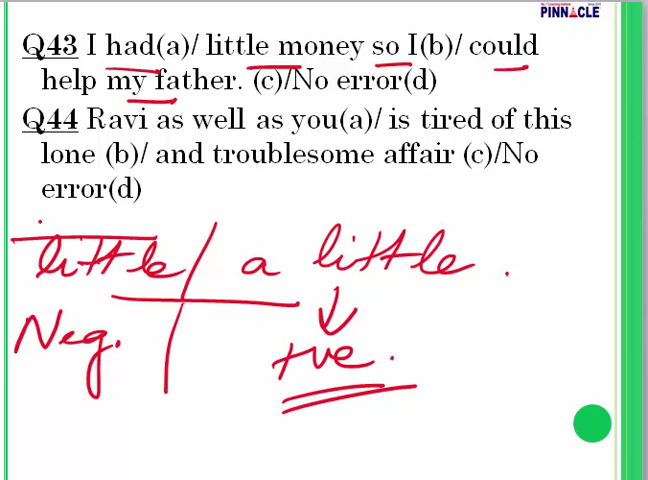 PINNACLE
Q43 I had(a)/ little money so I(b)/ could
help my father. (c)/No error(d)
Q44 Ravi as well as you(a)/ is tired of this
lone (b)/ and troublesome affair (c)/No
error(d)
little / a little .
Neg. +ve.